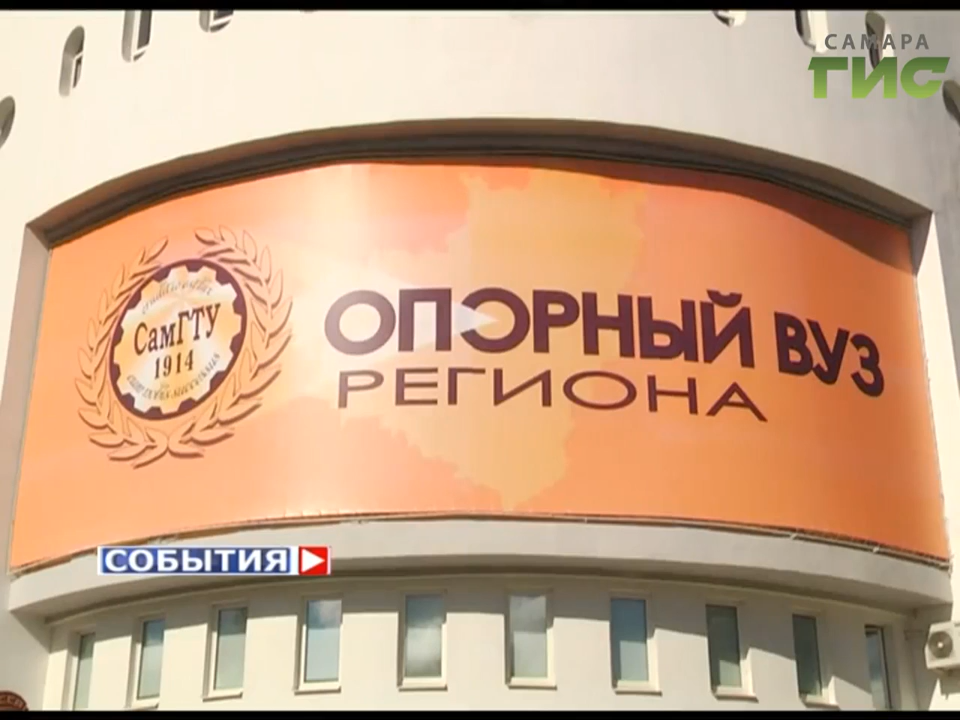 САМАРА
ГИС
СамГТУ
1914
ОПОРНЫЙ ВУЗ
РЕГИОНА
СОБЫТИЯ